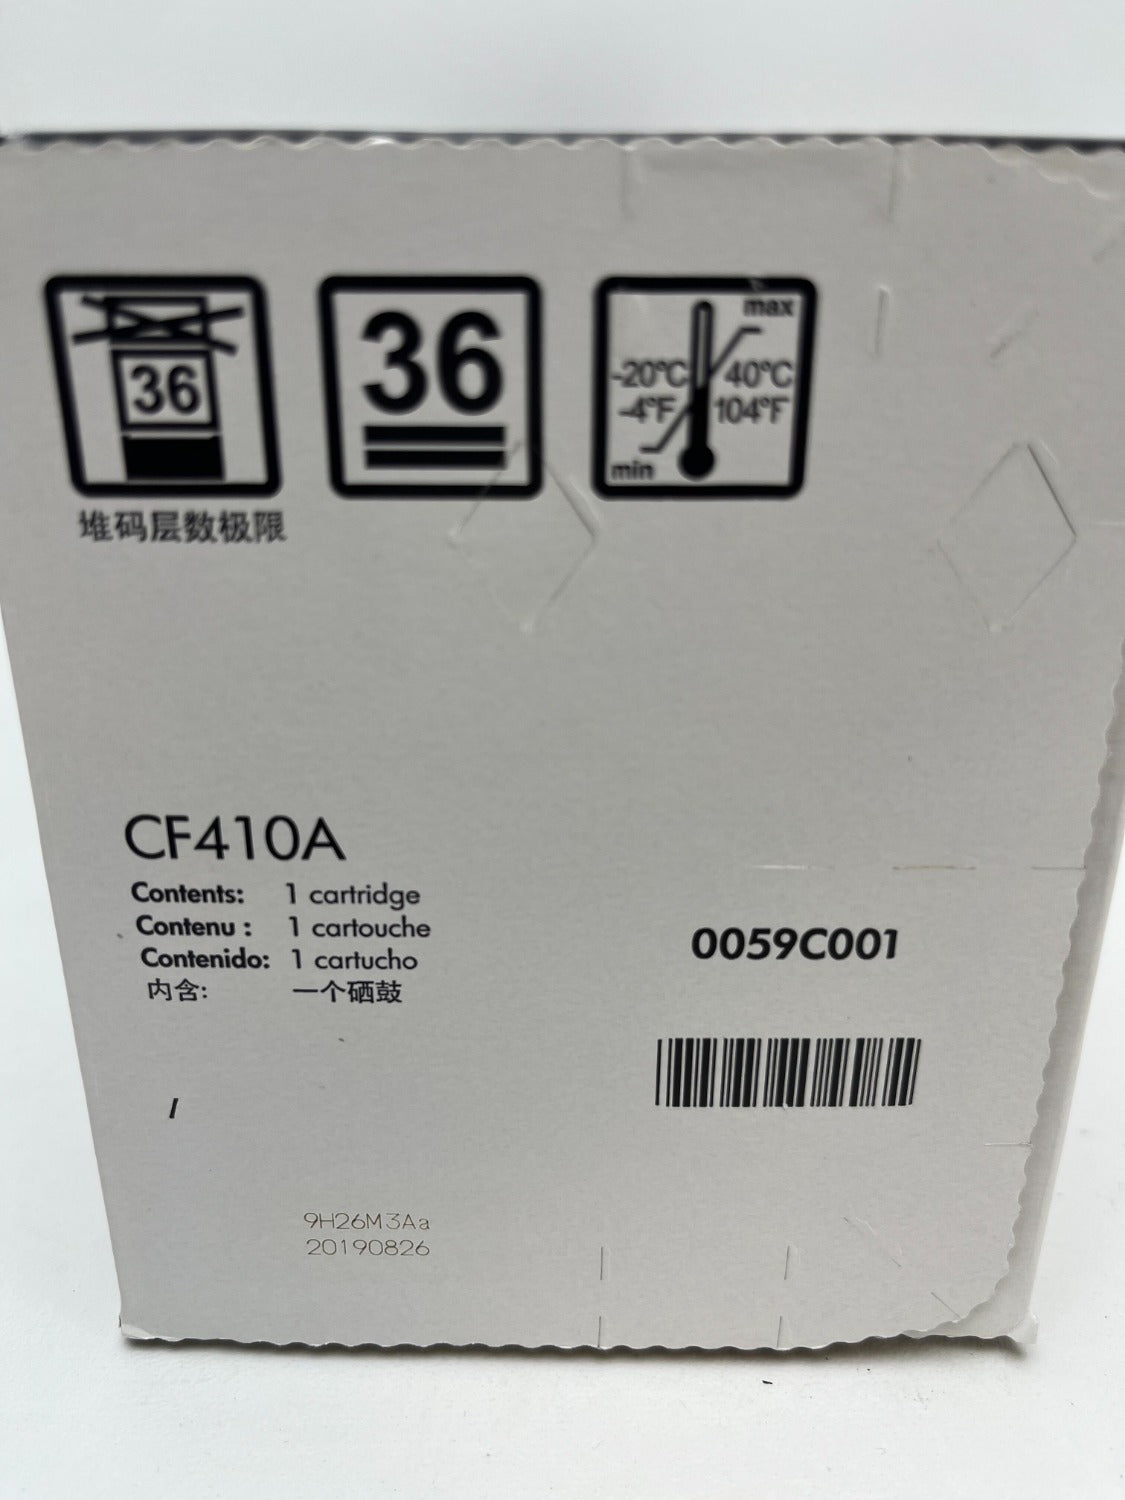 36
堆码层数极限
36
max
-20°C 40°C
-4°F 104°F
min
CF410A
Contents: 1 cartridge
Contenu : 1 cartouche
Contenido: 1 cartucho
内含: 一个硒鼓
0059C001
/
9H26M3Aa
20190826